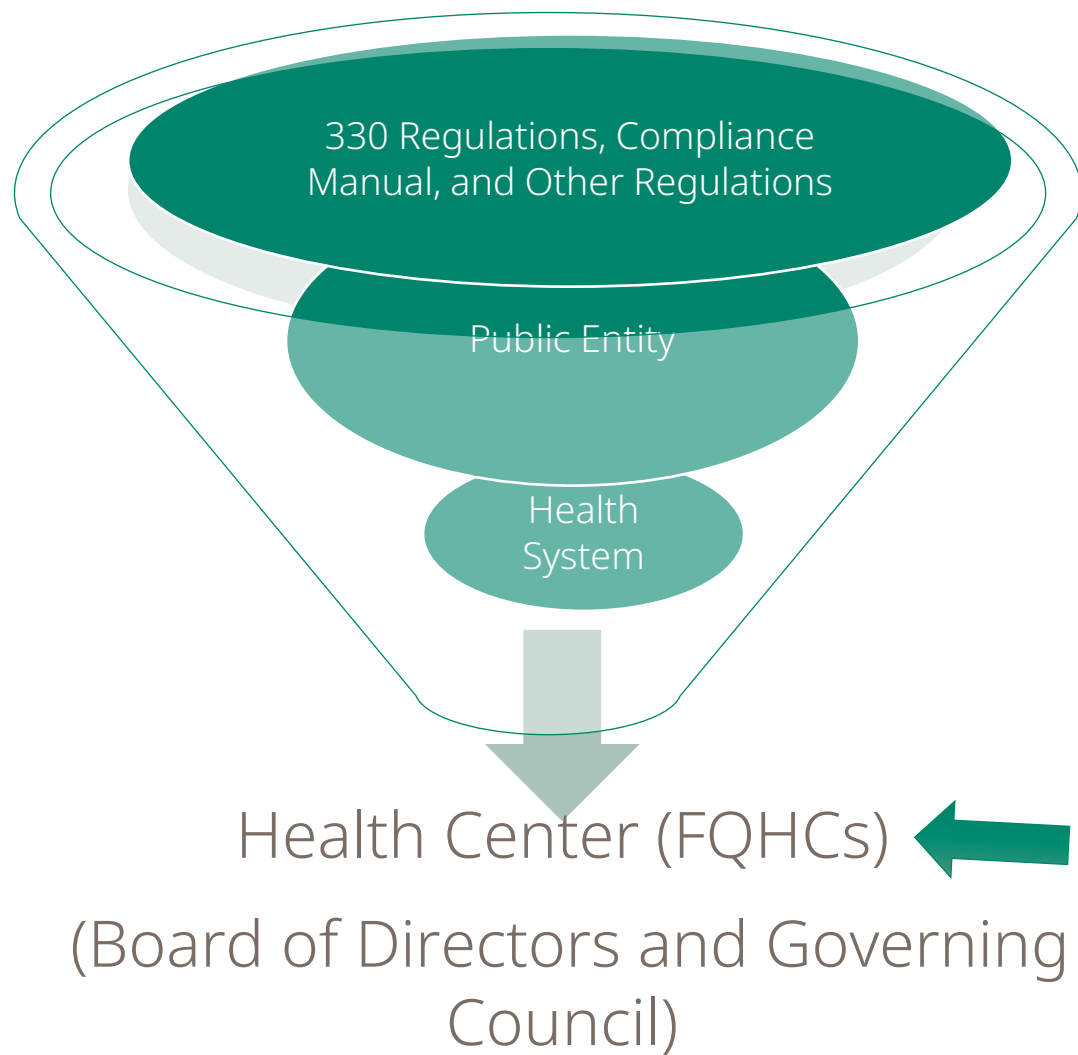 330 Regulations, Compliance
Manual, and Other Regulations
Public Entity
Health
System
Health Center (FQHCs)
(Board of Directors and Governing
Council)